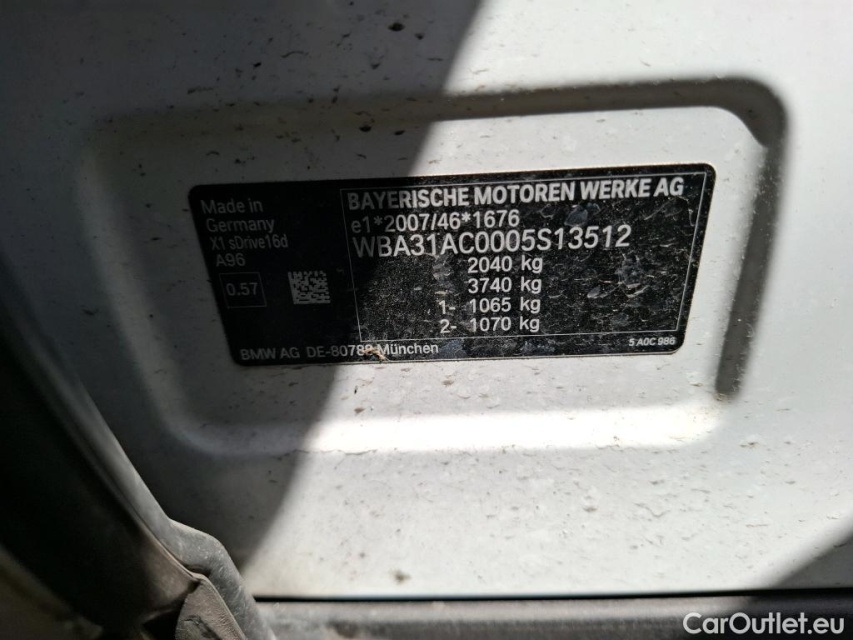 Made in
Germany
X1 sDrive16d
A96
0.57
BAYERISCHE MOTOREN WERKE AG
e1*2007/46*1676
WBA31AC0005S13512
2040 kg
3740 kg
1- 1065 kg
2- 1070 kg
BMW AG DE-80788 München
5 A0C 986
CarOutlet.eu